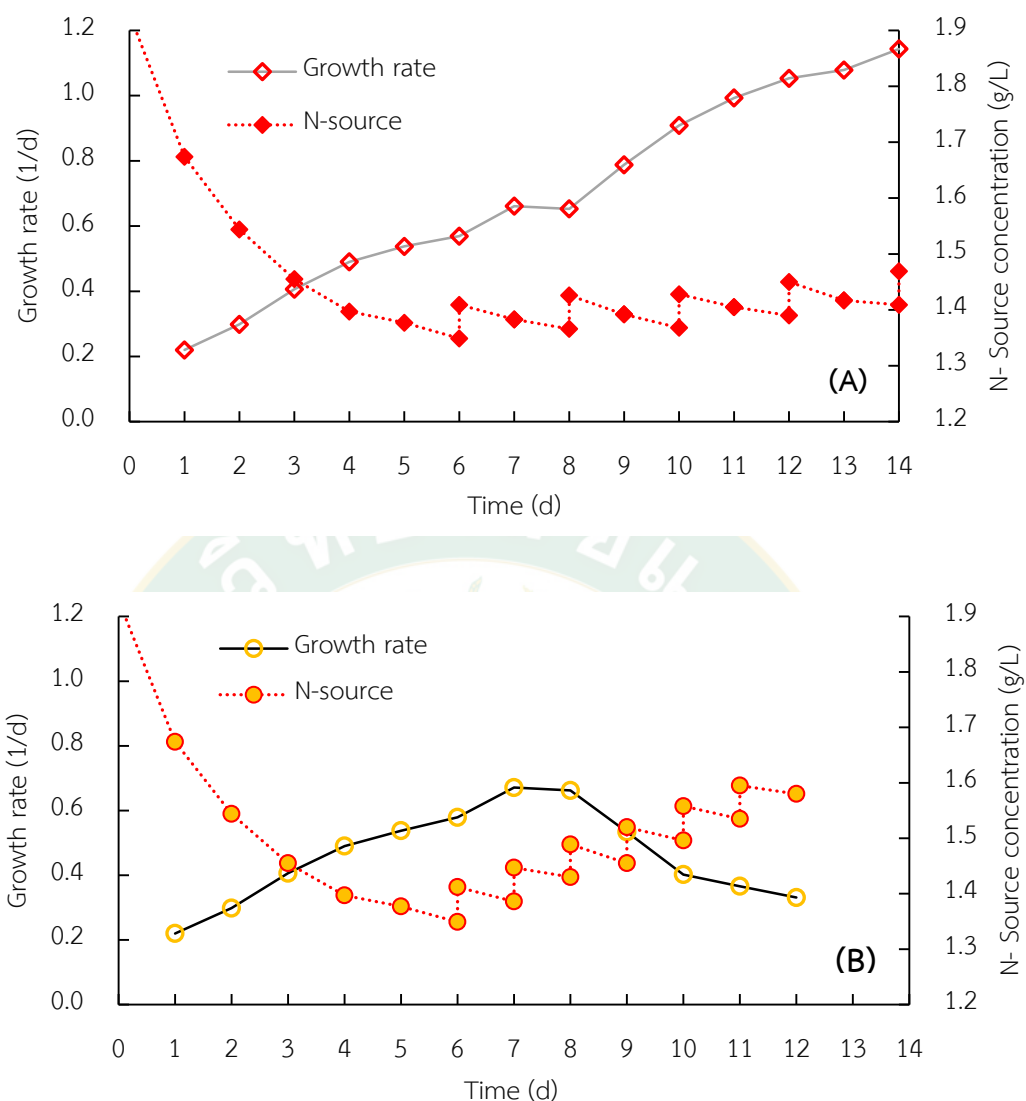 1.2
1.0
0.8
0.6
0.4
0.2
0.0
Growth rate (1/d)
Growth rate
N-source
1.9
1.8
1.7
1.6
1.5
1.4
1.3
1.2
N- Source concentration (g/L)
(A)
0 1 2 3 4 5 6 7 8 9 10 11 12 13 14
Time (d)
1.2
1.0
0.8
0.6
0.4
0.2
0.0
Growth rate (1/d)
Growth rate
N-source
1.9
1.8
1.7
1.6
1.5
1.4
1.3
1.2
N- Source concentration (g/L)
(B)
0 1 2 3 4 5 6 7 8 9 10 11 12 13 14
Time (d)